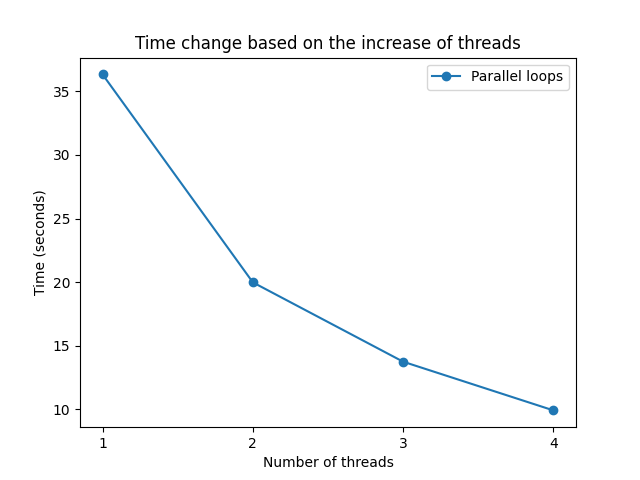 Time change based on the increase of threads
Parallel loops
35
30
25
20
15
10
Time (seconds)
1 2 3 4
Number of threads